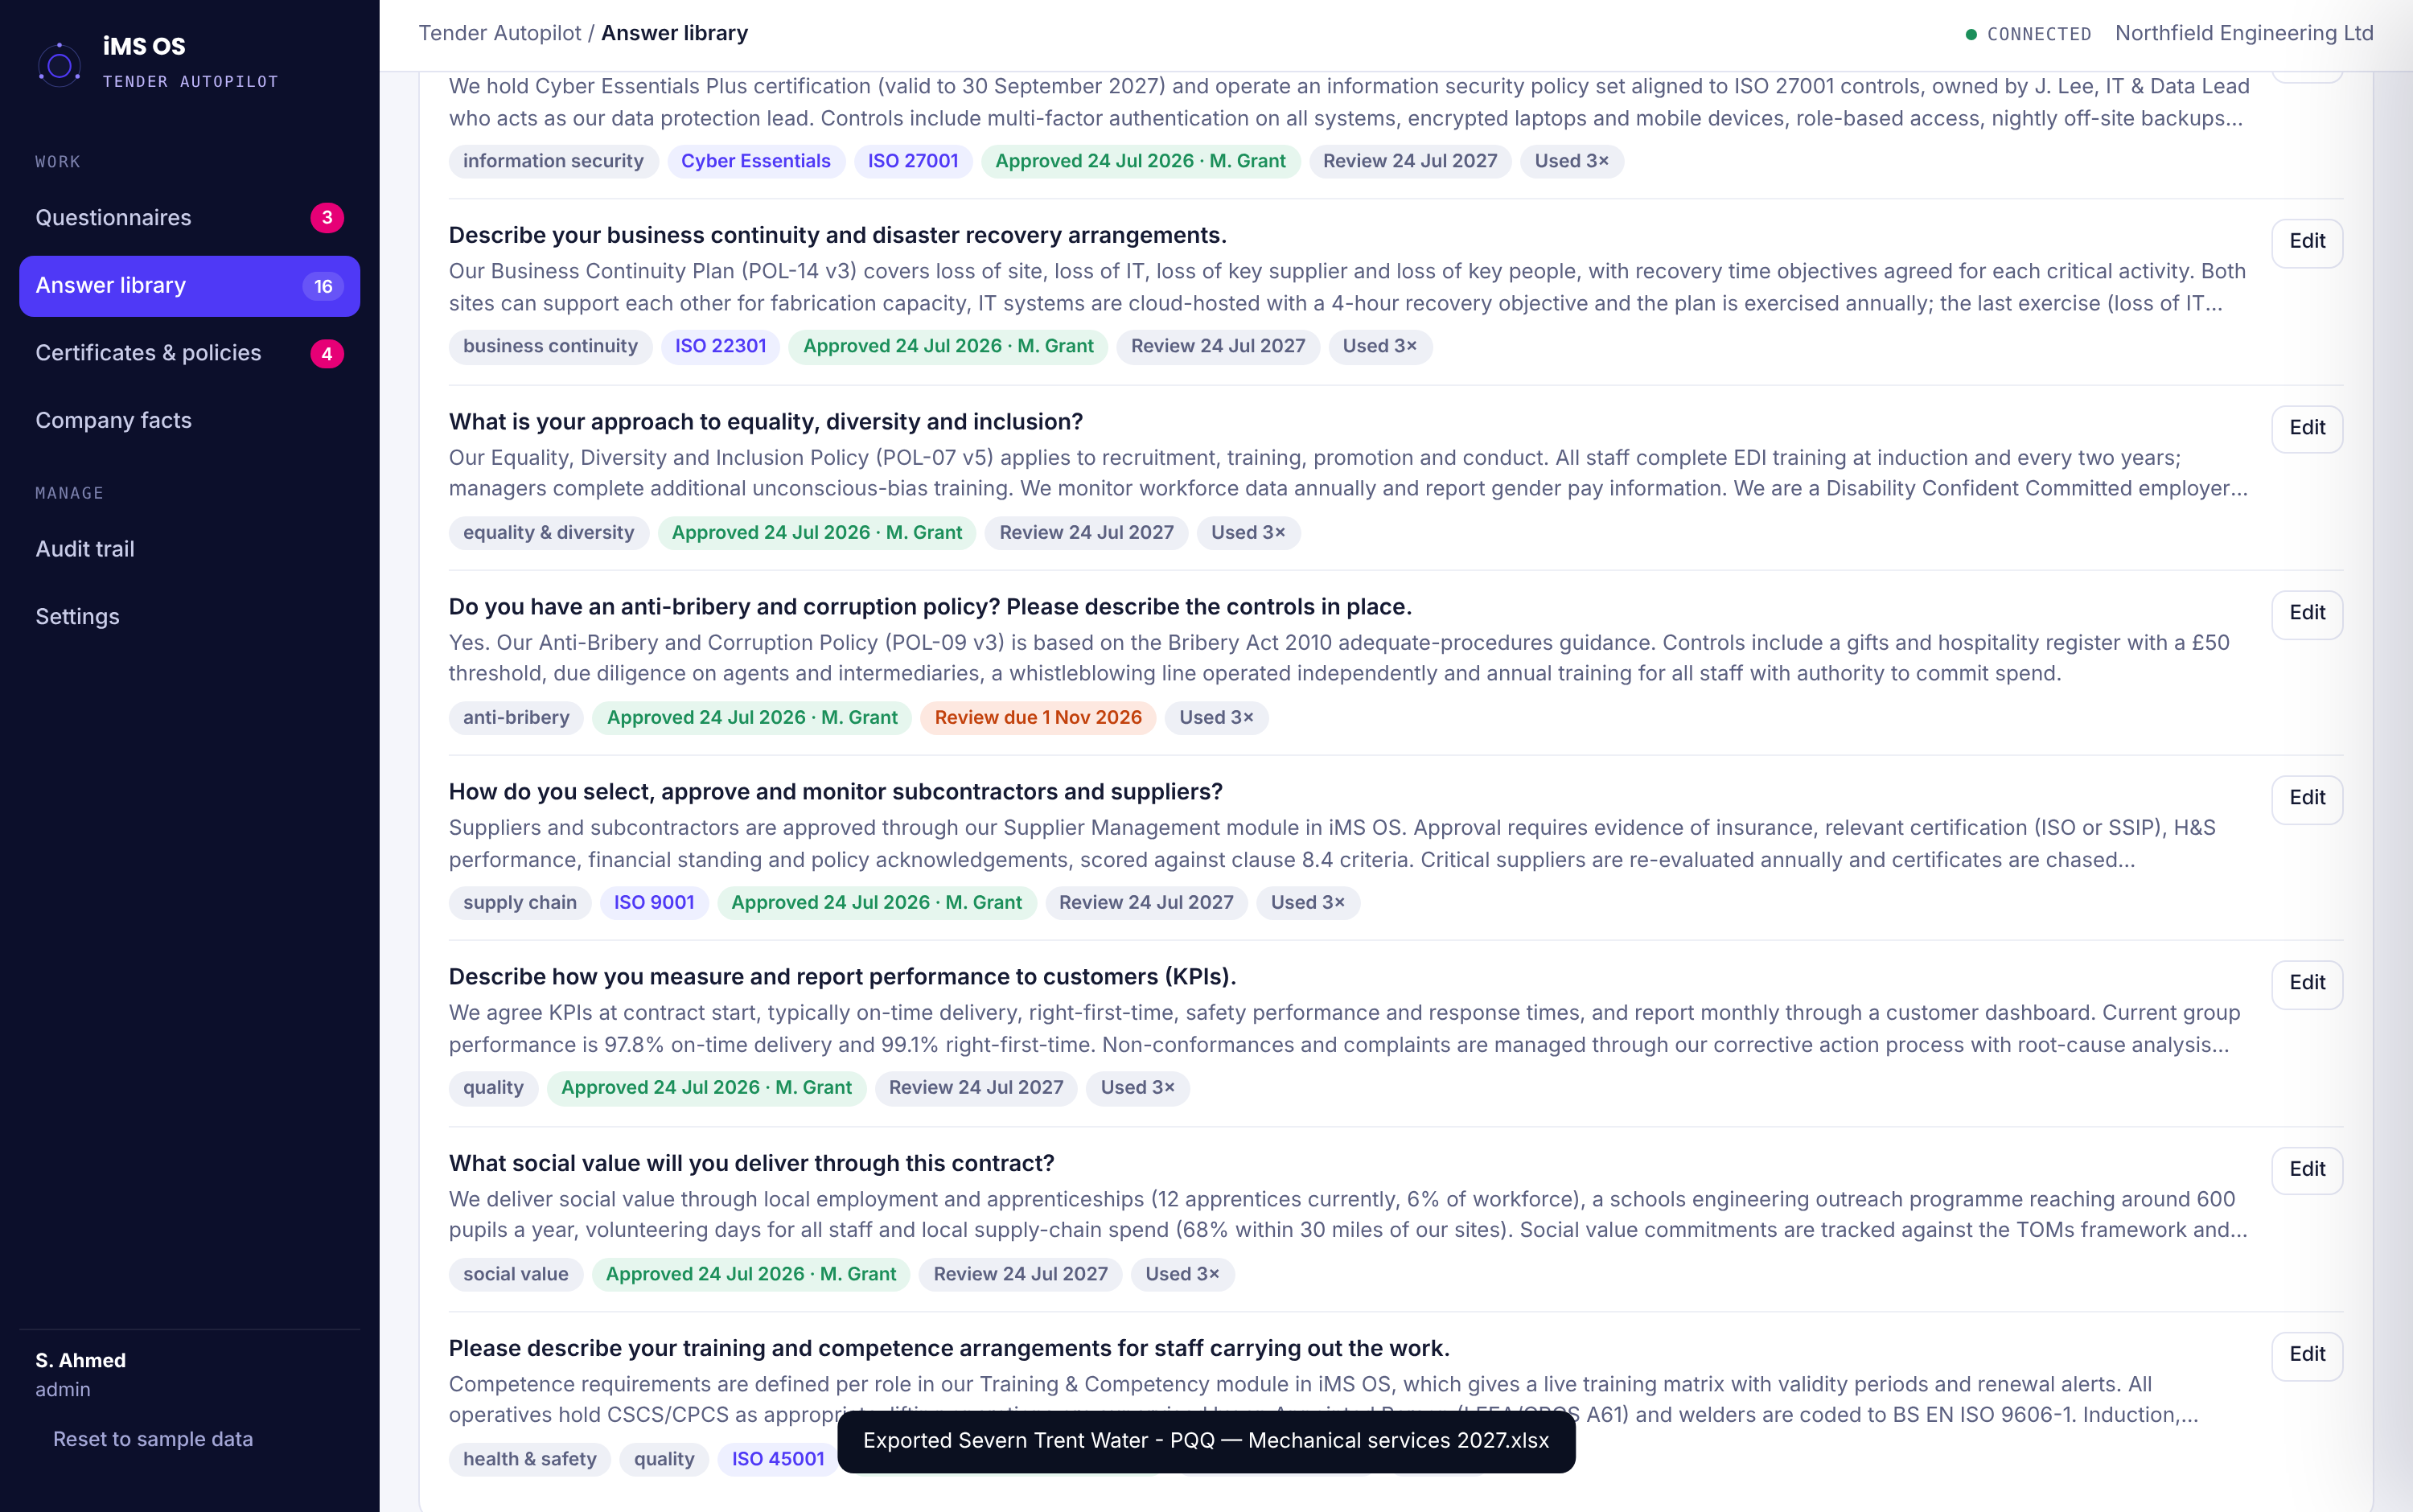 iMS OS
TENDER AUTOPILOT
WORK
Questionnaires 3
Answer library 16
Certificates & policies 4
Company facts
MANAGE
Audit trail
Settings
S. Ahmed
admin
Reset to sample data
Tender Autopilot / Answer library
CONNECTED Northfield Engineering Ltd
We hold Cyber Essentials Plus certification (valid to 30 September 2027) and operate an information security policy set aligned to ISO 27001 controls, owned by J. Lee, IT & Data Lead
who acts as our data protection lead. Controls include multi-factor authentication on all systems, encrypted laptops and mobile devices, role-based access, nightly off-site backups...
information security Cyber Essentials ISO 27001 Approved 24 Jul 2026 · M. Grant Review 24 Jul 2027 Used 3×
Describe your business continuity and disaster recovery arrangements. Edit
Our Business Continuity Plan (POL-14 v3) covers loss of site, loss of IT, loss of key supplier and loss of key people, with recovery time objectives agreed for each critical activity. Both
sites can support each other for fabrication capacity, IT systems are cloud-hosted with a 4-hour recovery objective and the plan is exercised annually; the last exercise (loss of IT...
business continuity ISO 22301 Approved 24 Jul 2026 · M. Grant Review 24 Jul 2027 Used 3×
What is your approach to equality, diversity and inclusion? Edit
Our Equality, Diversity and Inclusion Policy (POL-07 v5) applies to recruitment, training, promotion and conduct. All staff complete EDI training at induction and every two years;
managers complete additional unconscious-bias training. We monitor workforce data annually and report gender pay information. We are a Disability Confident Committed employer...
equality & diversity Approved 24 Jul 2026 · M. Grant Review 24 Jul 2027 Used 3×
Do you have an anti-bribery and corruption policy? Please describe the controls in place. Edit
Yes. Our Anti-Bribery and Corruption Policy (POL-09 v3) is based on the Bribery Act 2010 adequate-procedures guidance. Controls include a gifts and hospitality register with a £50
threshold, due diligence on agents and intermediaries, a whistleblowing line operated independently and annual training for all staff with authority to commit spend.
anti-bribery Approved 24 Jul 2026 · M. Grant Review due 1 Nov 2026 Used 3×
How do you select, approve and monitor subcontractors and suppliers? Edit
Suppliers and subcontractors are approved through our Supplier Management module in iMS OS. Approval requires evidence of insurance, relevant certification (ISO or SSIP), H&S
performance, financial standing and policy acknowledgements, scored against clause 8.4 criteria. Critical suppliers are re-evaluated annually and certificates are chased...
supply chain ISO 9001 Approved 24 Jul 2026 · M. Grant Review 24 Jul 2027 Used 3×
Describe how you measure and report performance to customers (KPIs). Edit
We agree KPIs at contract start, typically on-time delivery, right-first-time, safety performance and response times, and report monthly through a customer dashboard. Current group
performance is 97.8% on-time delivery and 99.1% right-first-time. Non-conformances and complaints are managed through our corrective action process with root-cause analysis...
quality Approved 24 Jul 2026 · M. Grant Review 24 Jul 2027 Used 3×
What social value will you deliver through this contract? Edit
We deliver social value through local employment and apprenticeships (12 apprentices currently, 6% of workforce), a schools engineering outreach programme reaching around 600
pupils a year, volunteering days for all staff and local supply-chain spend (68% within 30 miles of our sites). Social value commitments are tracked against the TOMs framework and...
social value Approved 24 Jul 2026 · M. Grant Review 24 Jul 2027 Used 3×
Please describe your training and competence arrangements for staff carrying out the work. Edit
Competence requirements are defined per role in our Training & Competency module in iMS OS, which gives a live training matrix with validity periods and renewal alerts. All
operatives hold CSCS/CPCS as A61) and welders are coded to BS EN ISO 9606-1. Induction,...
health & safety quality ISO 45001
Exported Severn Trent Water - PQQ — Mechanical services 2027.xlsx